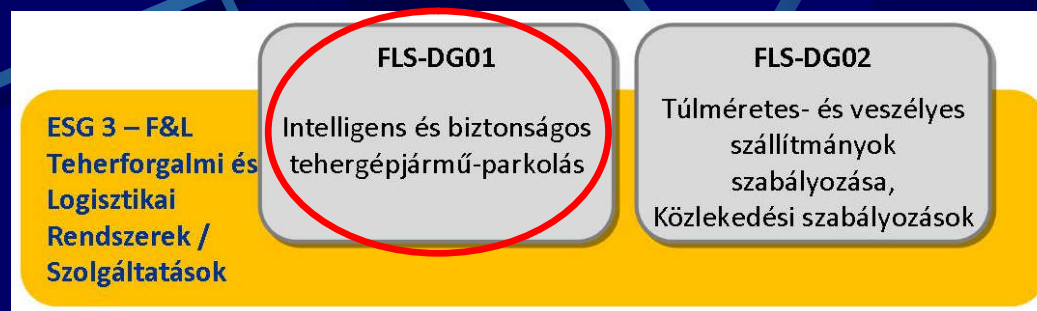 ESG 3 – F&L
Teherforgalmi és
Logisztikai
Rendszerek /
Szolgáltatások
FLS-DG01
Intelligens és biztonságos
tehergépjármű-parkolás
FLS-DG02
Túlméretes- és veszélyes
szállítmányok
szabályozása,
Közlekedési szabályozások